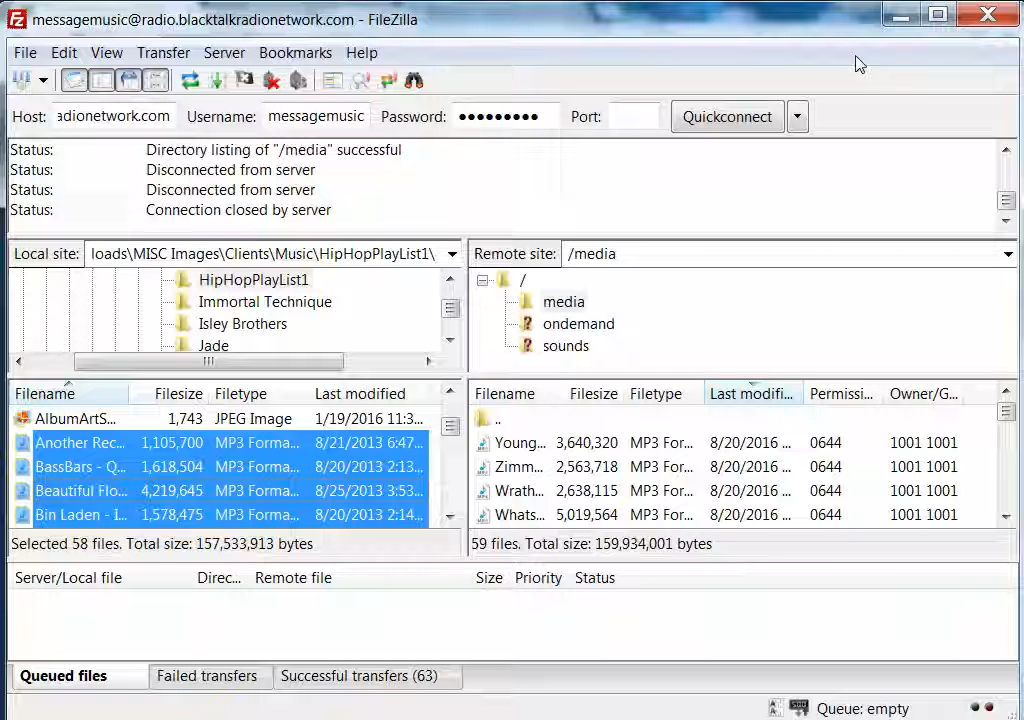 messagemusic@radio.blacktalkradionetwork.com - FileZilla
File Edit View Transfer Server Bookmarks Help
Host: adionetwork.com Username: messagemusic Password: ●●●●●●●●● Port: Quickconnect
Status: Directory listing of "/media" successful
Status: Disconnected from server
Status: Disconnected from server
Status: Connection closed by server
Local site: loads\MISC Images\Clients\Music\HipHopPlayList1\ Remote site: /media
HipHopPlayList1 /
Immortal Technique media
Isley Brothers ondemand
Jade sounds
Filename Filesize Filetype Last modified Filename Filesize Filetype Last modifi... Permissi... Owner/G...
AlbumArtS... 1,743 JPEG Image 1/19/2016 11:3... ..
Another Rec... 1,105,700 MP3 Forma... 8/21/2013 6:47... Young... 3,640,320 MP3 For... 8/20/2016 ... 0644 1001 1001
BassBars - Q... 1,618,504 MP3 Forma... 8/20/2013 2:13... Zimm... 2,563,718 MP3 For... 8/20/2016 ... 0644 1001 1001
Beautiful Flo... 4,219,645 MP3 Forma... 8/25/2013 3:53... Wrath... 2,638,115 MP3 For... 8/20/2016 ... 0644 1001 1001
Bin Laden - I... 1,578,475 MP3 Forma... 8/20/2013 2:14... Whats... 5,019,564 MP3 For... 8/20/2016 ... 0644 1001 1001
Selected 58 files. Total size: 157,533,913 bytes 59 files. Total size: 159,934,001 bytes
Server/Local file Direc... Remote file Size Priority Status
Queued files Failed transfers Successful transfers (63)
Queue: empty